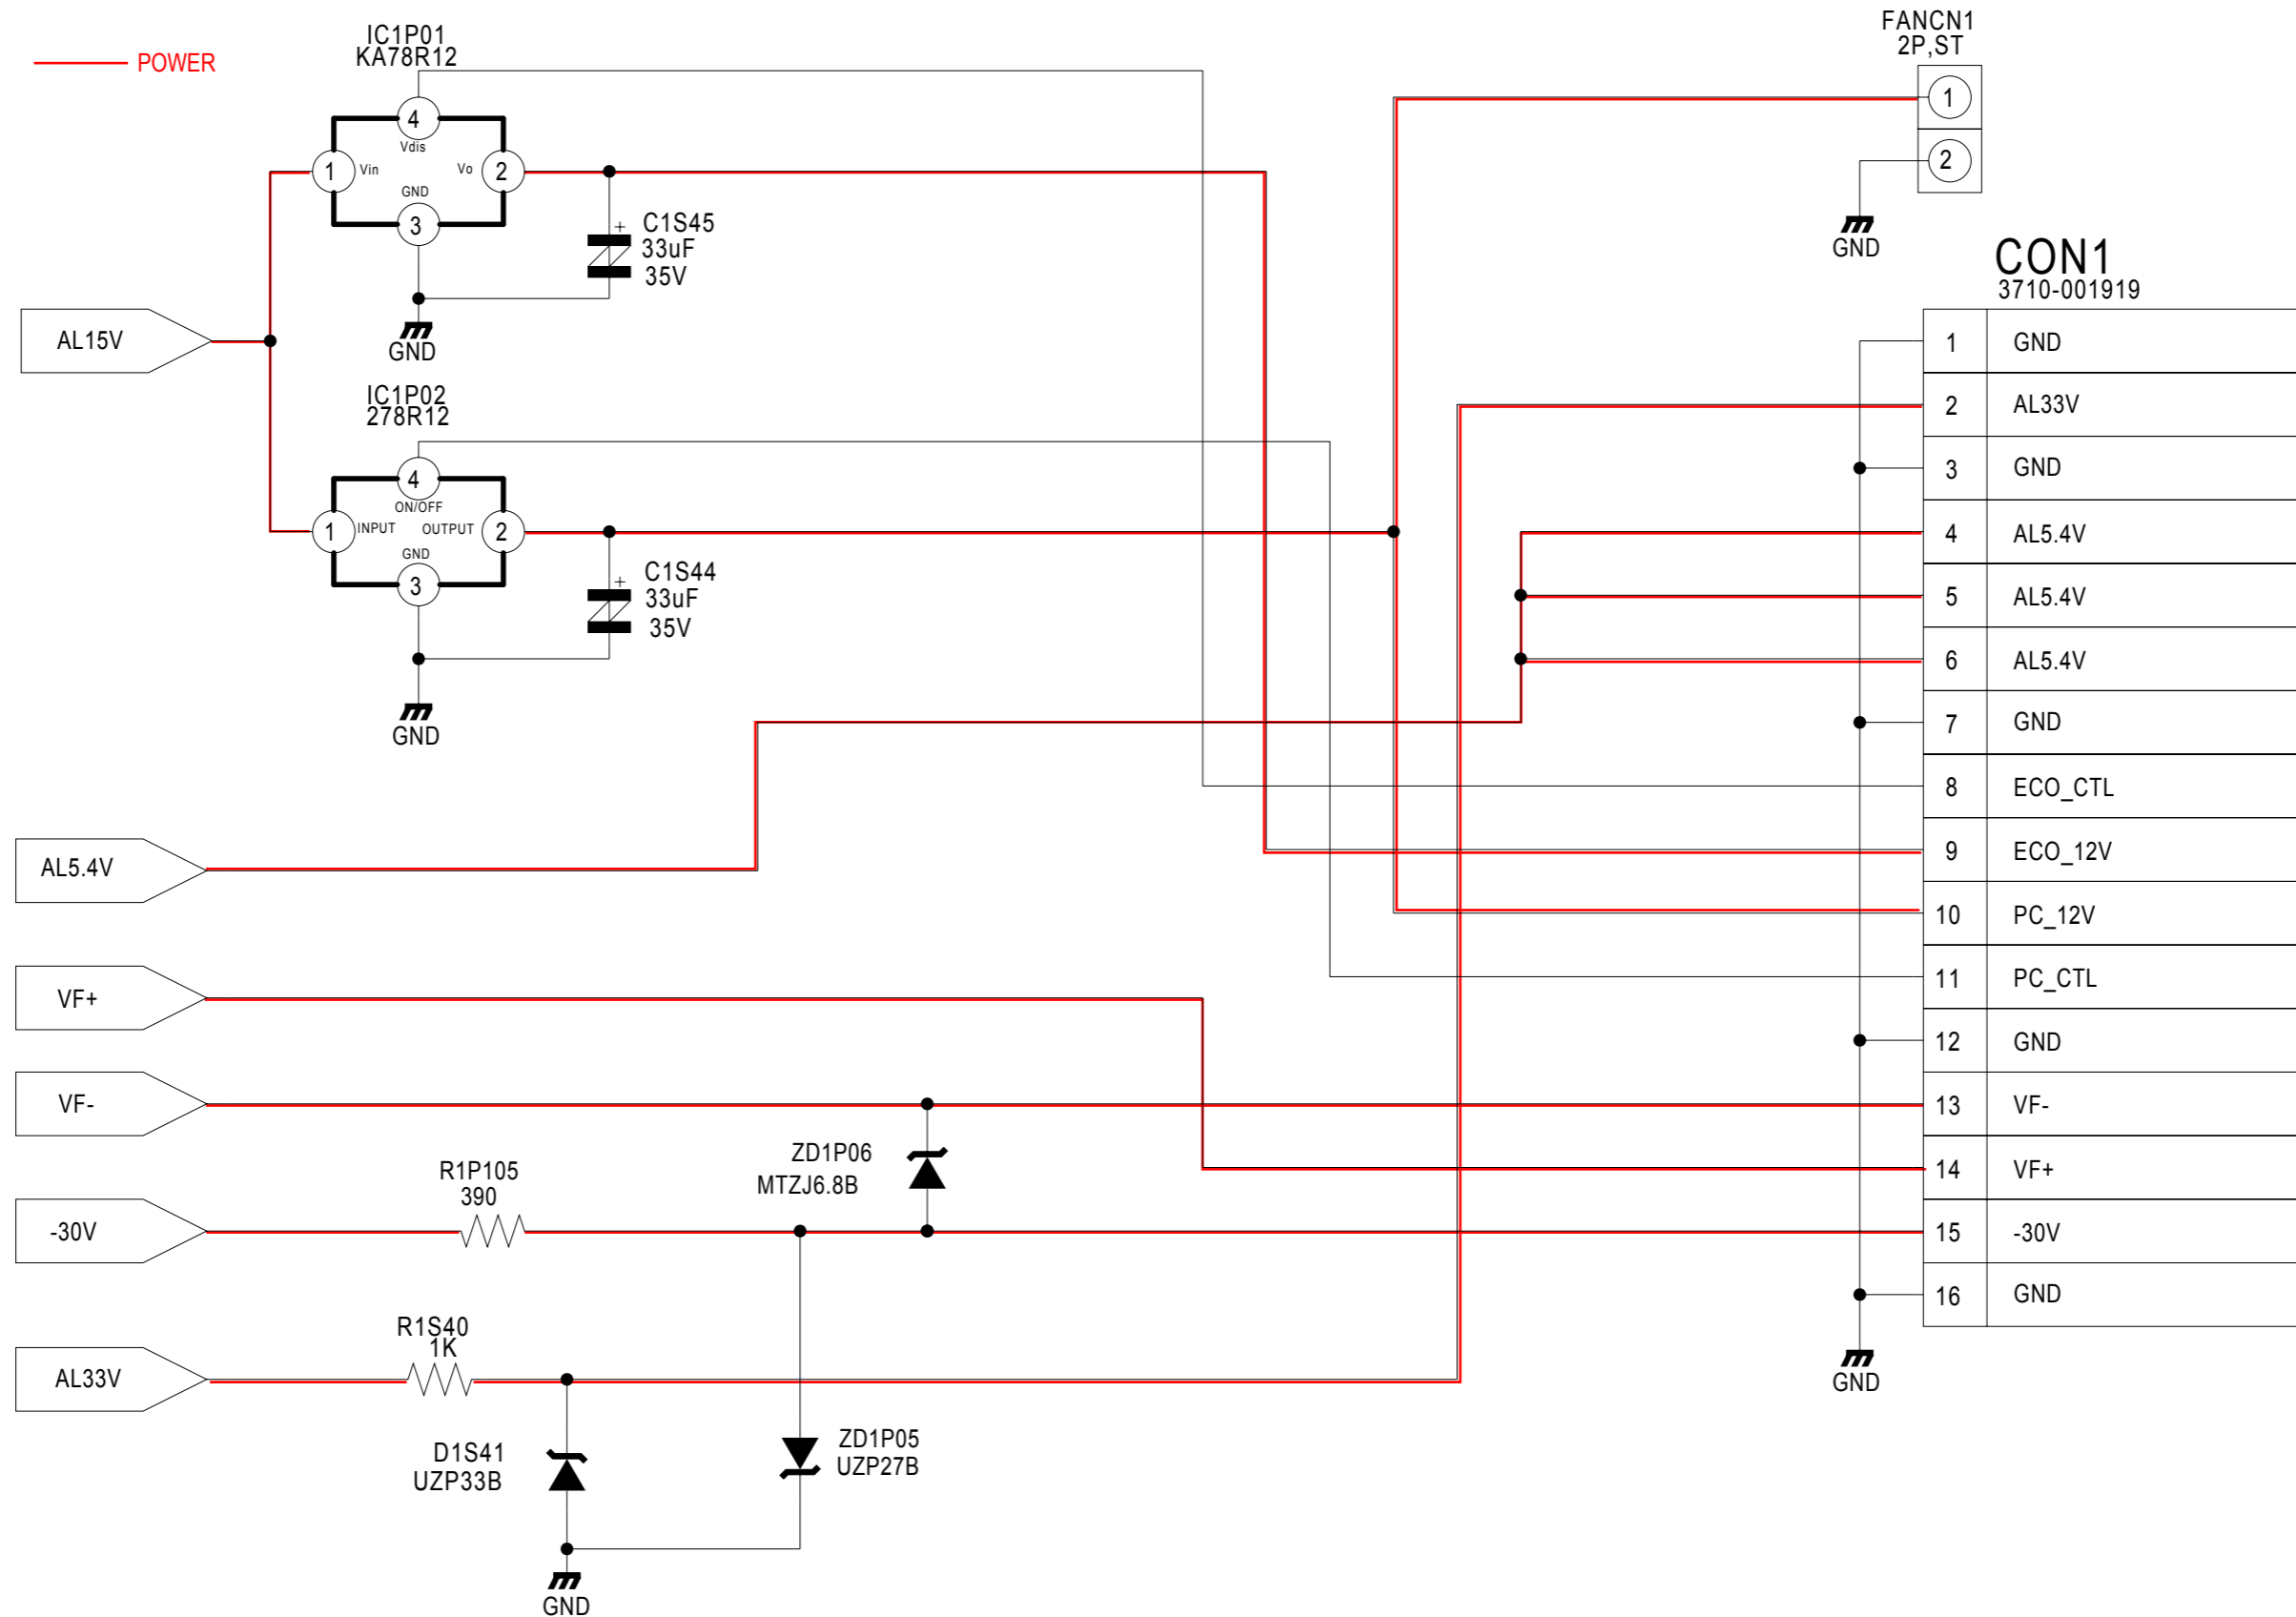 POWER
IC1P01
KA78R12
4
Vdis
1
Vin
Vo
2
GND
3
+
C1S45
33uF
35V
GND
AL15V
IC1P02
278R12
4
ON/OFF
1
INPUT
OUTPUT
2
GND
3
+
C1S44
33uF
35V
GND
FANCN1
2P,ST
1
2
GND
CON1
3710-001919
1 GND
2 AL33V
3 GND
4 AL5.4V
5 AL5.4V
6 AL5.4V
7 GND
8 ECO_CTL
9 ECO_12V
10 PC_12V
11 PC_CTL
12 GND
13 VF-
14 VF+
15 -30V
16 GND
GND
AL5.4V
VF+
VF-
ZD1P06
MTZJ6.8B
R1P105
390
-30V
R1S40
1K
AL33V
D1S41
UZP33B
ZD1P05
UZP27B
GND